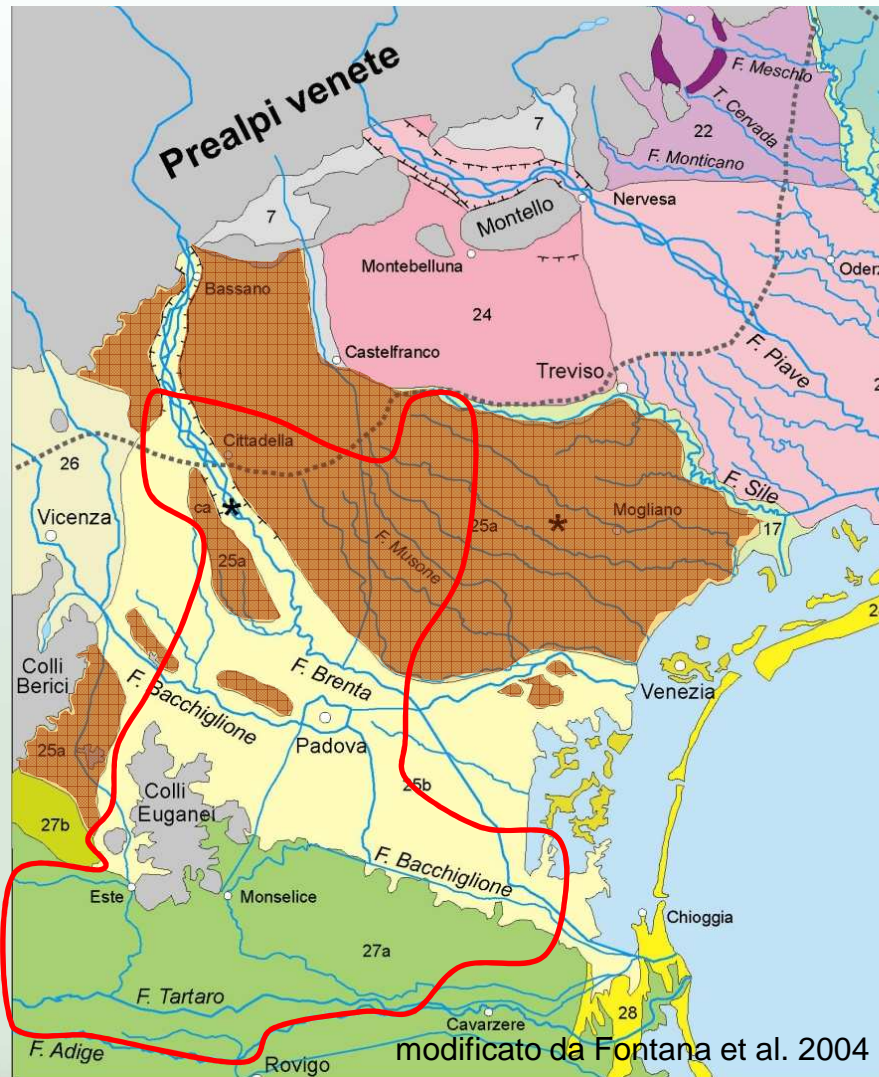 Prealpi venete
F. Meschio
T. Cervada
22
F. Monticano
7
7
Nervesa
Montello
Bassano
Montebelluna
Oderz
24
Castelfranco
Treviso
F. Piave
2
26
Cittadella
F. Sile
Vicenza
ca
*
25a
*
Mogliano
17
25a
F. Musone
2
Colli
Berici
F. Brenta
Venezia
F. Bacchiglione
Padova
25a
25b
Colli
Euganei
27b
F. Bacchiglione
Este
Monselice
Chioggia
27a
F. Tartaro
28
Cavarzere
F. Adige
Rovigo
modificato da Fontana et al. 2004